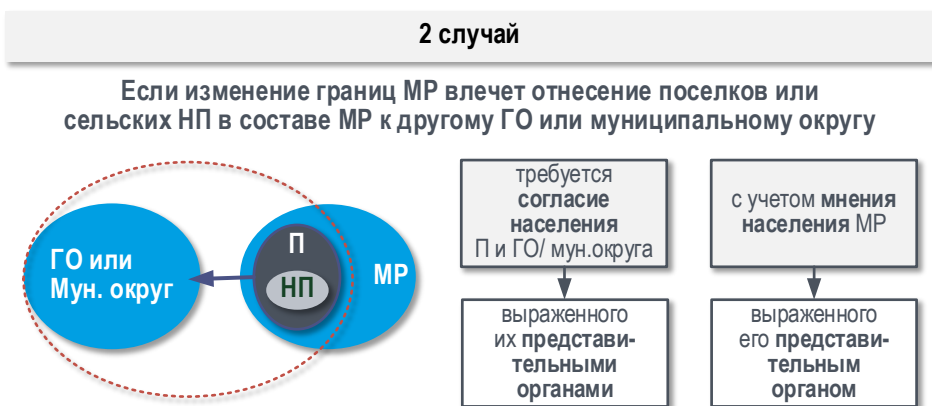 2 случай
Если изменение границ МР влечет отнесение поселков или
сельских НП в составе МР к другому ГО или муниципальному округу
ГО или
Мун. округ
П
НП
МР
требуется
согласие
населения
П и ГО/ мун.округа
с учетом мнения
населения МР
выраженного
их представи-
тельными
органами
выраженного
его представи-
тельным
органом